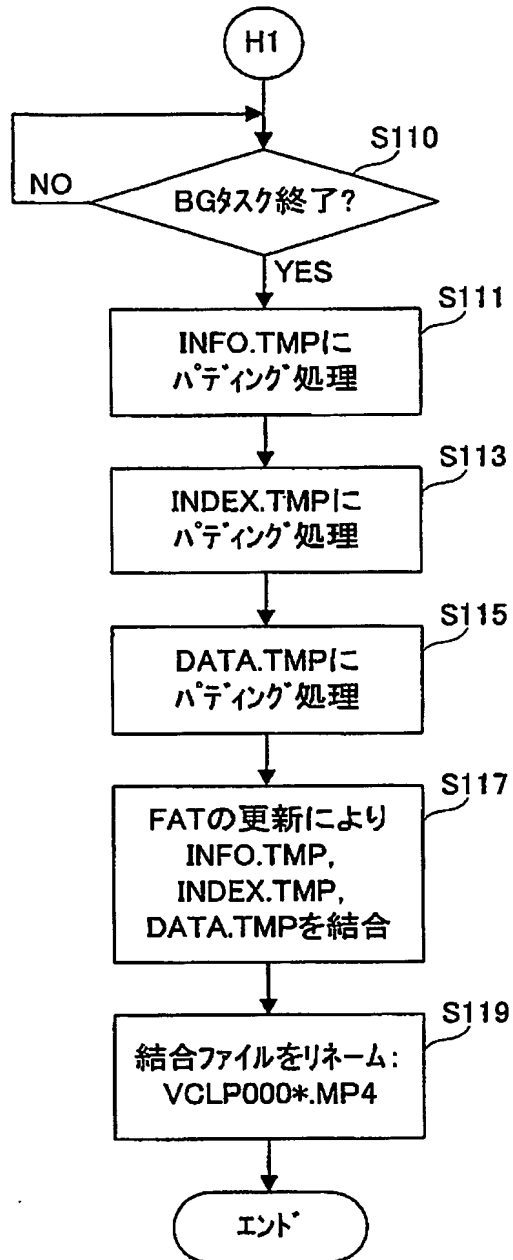 H1
S110
NO
BGタスク終了?
YES
S111
INFO.TMPに
パディング処理
S113
INDEX.TMPに
パディング処理
S115
DATA.TMPに
パディング処理
S117
FATの更新により
INFO.TMP,
INDEX.TMP,
DATA.TMPを結合
S119
結合ファイルをリネーム:
VCLP000*.MP4
エンド